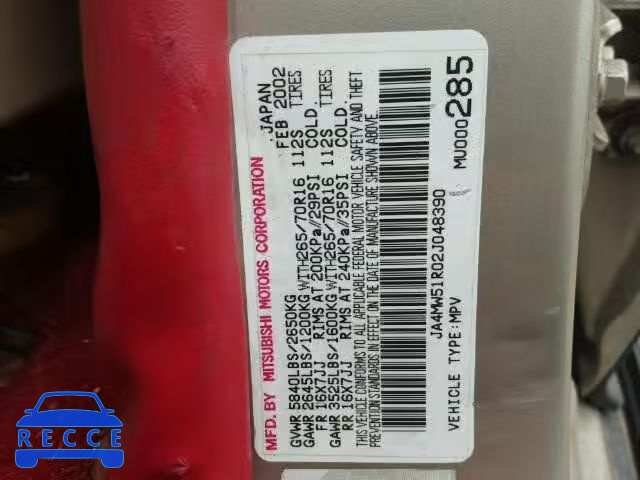 MFD. BY MITSUBISHI MOTORS CORPORATION JAPAN
FEB 2002
GVWR 5840LBS/2650KG
GAWR 2645LBS/1200KG WITH265/70R16 112S TIRES
FR 16X7JJ RIMS AT 200KPA//29PSI COLD.
GAWR 3525LBS/1600KG WITH265/70R16 112S TIRES
RR 16X7JJ RIMS AT 240KPA//35PSI COLD.
THIS VEHICLE CONFORMS TO ALL APPLICABLE FEDERAL MOTOR VEHICLE SAFETY AND THEFT
PREVENTION STANDARDS IN EFFECT ON THE DATE OF MANUFACTURE SHOWN ABOVE.
JA4MW51R02J048390
VEHICLE TYPE:MPV MU000285
RECCE